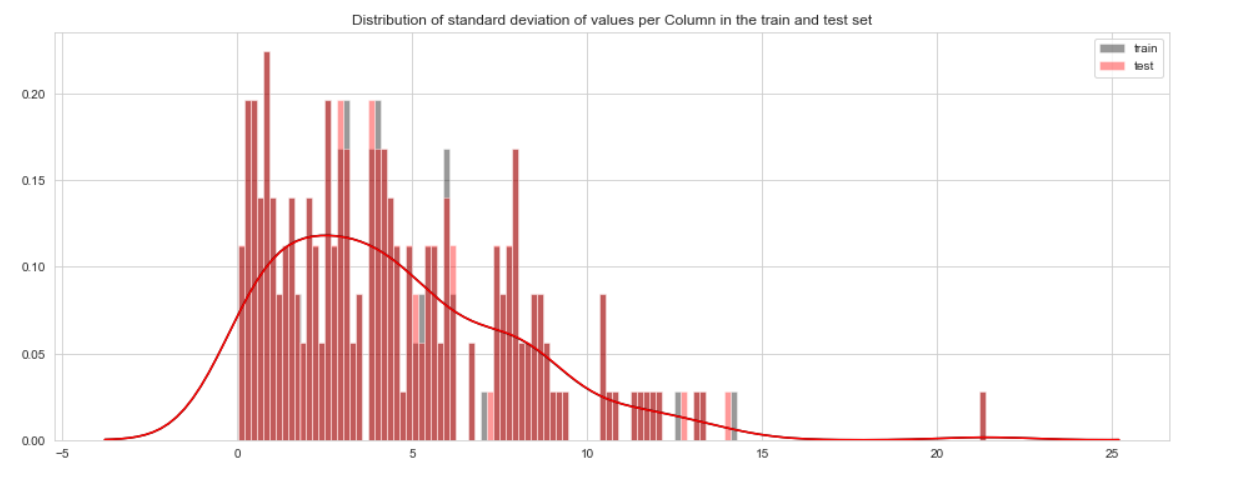 Distribution of standard deviation of values per Column in the train and test set
train
test
0.20
0.15
0.10
0.05
0.00
−5 0 5 10 15 20 25